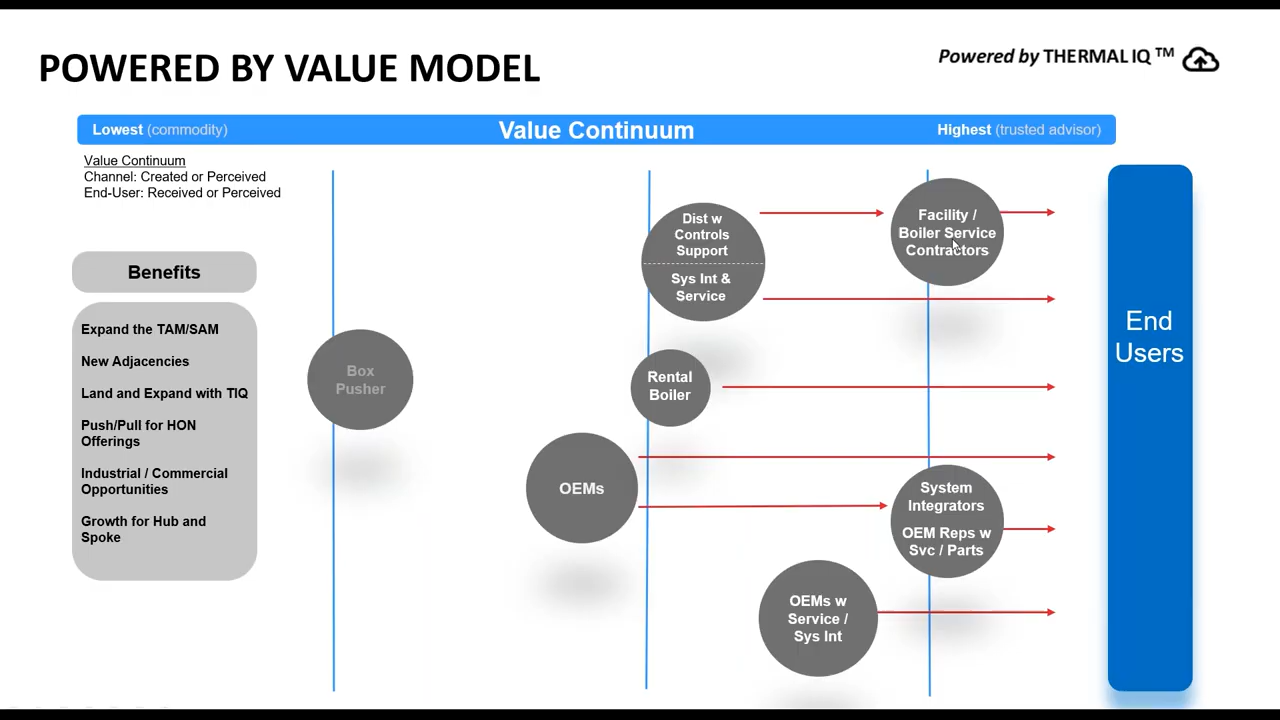 POWERED BY VALUE MODEL
Powered by THERMAL IQ ™
Lowest (commodity)
Value Continuum
Highest (trusted advisor)
Value Continuum
Channel: Created or Perceived
End-User: Received or Perceived
Benefits
Expand the TAM/SAM
New Adjacencies
Land and Expand with TIQ
Push/Pull for HON
Offerings
Industrial / Commercial
Opportunities
Growth for Hub and
Spoke
Box
Pusher
OEMs
Dist w
Controls
Support
Sys Int &
Service
Rental
Boiler
OEMs w
Service /
Sys Int
Facility /
Boiler Service
Contractors
System
Integrators
OEM Reps w
Svc / Parts
End
Users